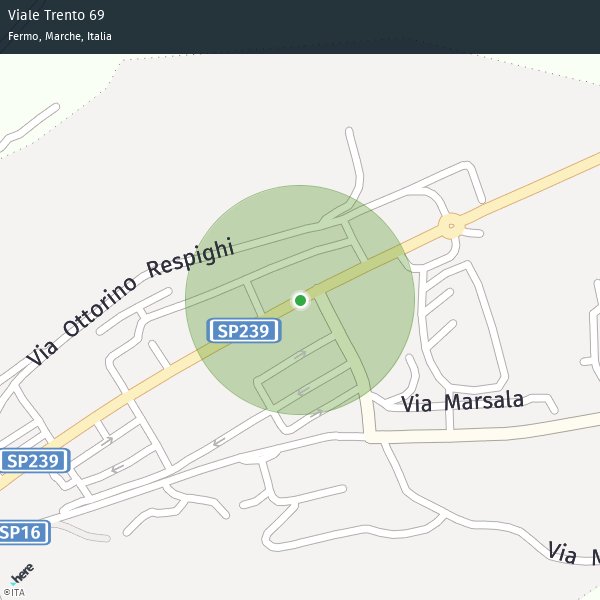 Viale Trento 69
Fermo, Marche, Italia
Via Ottorino Respighi
SP239
Via Marsala
SP239
SP16
Via M
here
©ITA